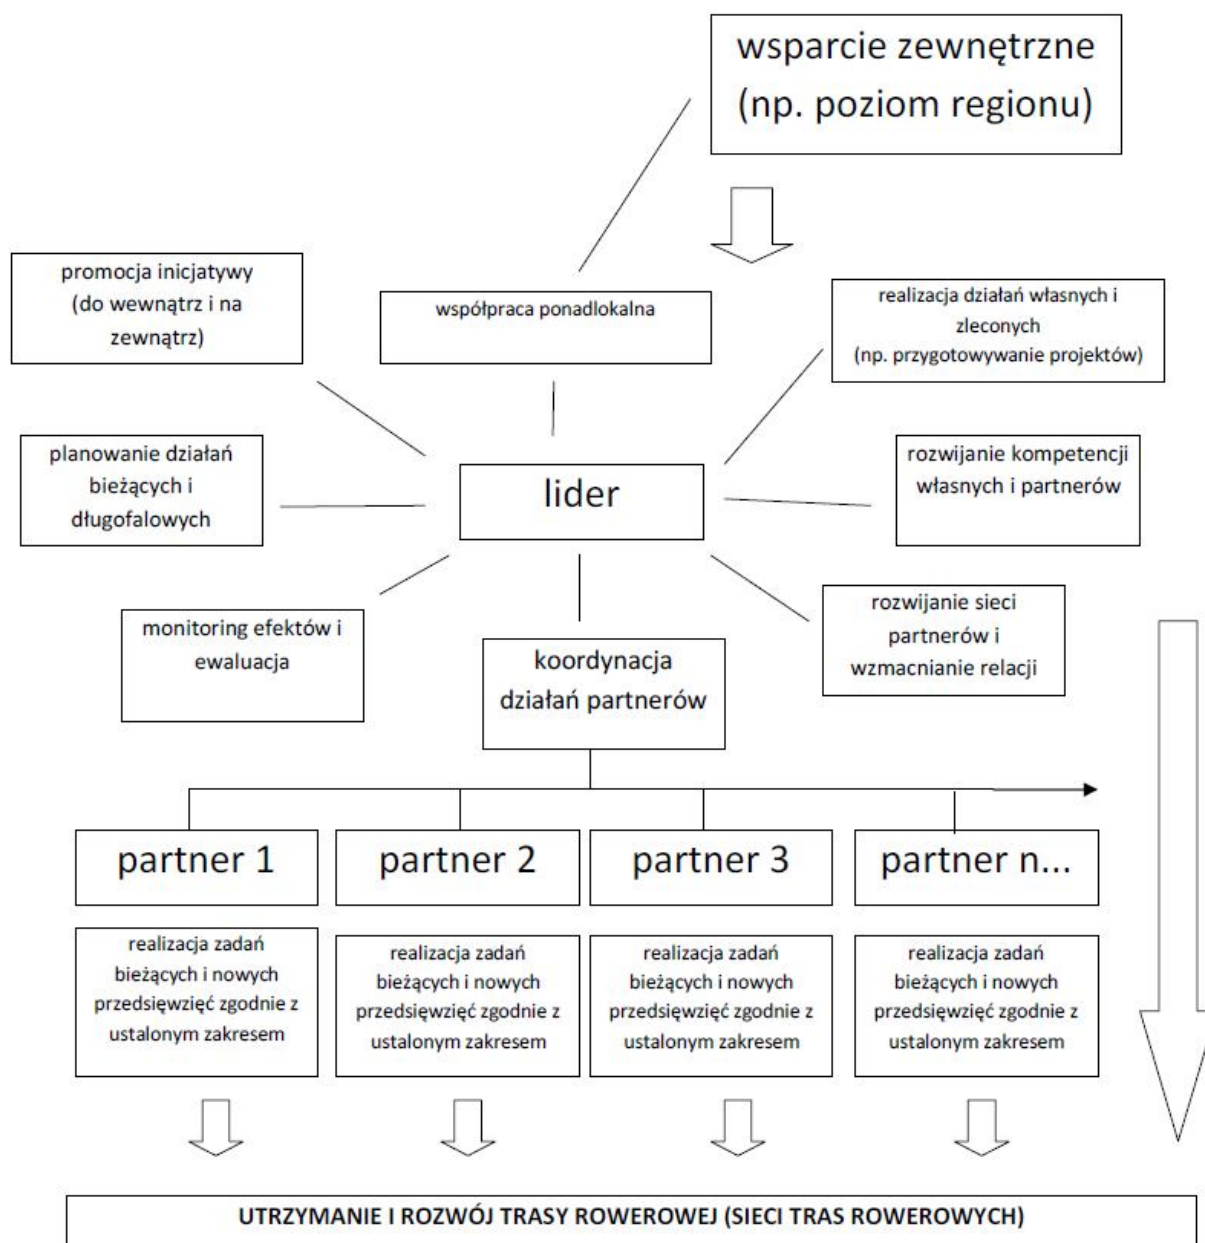 wsparcie zewnętrzne
(np. poziom regionu)
promocja inicjatywy
(do wewnątrz i na
zewnątrz)
współpraca ponadlokalna
realizacja działań własnych i
zleconych
(np. przygotowywanie projektów)
planowanie działań
bieżących i
długofalowych
lider
rozwijanie kompetencji
własnych i partnerów
monitoring efektów i
ewaluacja
koordynacja
działań partnerów
rozwijanie sieci
partnerów i
wzmacnianie relacji
partner 1
partner 2
partner 3
partner n...
realizacja zadań
bieżących i nowych
przedsięwzięć zgodnie z
ustalonym zakresem
realizacja zadań
bieżących i nowych
przedsięwzięć zgodnie z
ustalonym zakresem
realizacja zadań
bieżących i nowych
przedsięwzięć zgodnie z
ustalonym zakresem
realizacja zadań
bieżących i nowych
przedsięwzięć zgodnie z
ustalonym zakresem
UTRZYMANIE I ROZWÓJ TRASY ROWEROWEJ (SIECI TRAS ROWEROWYCH)